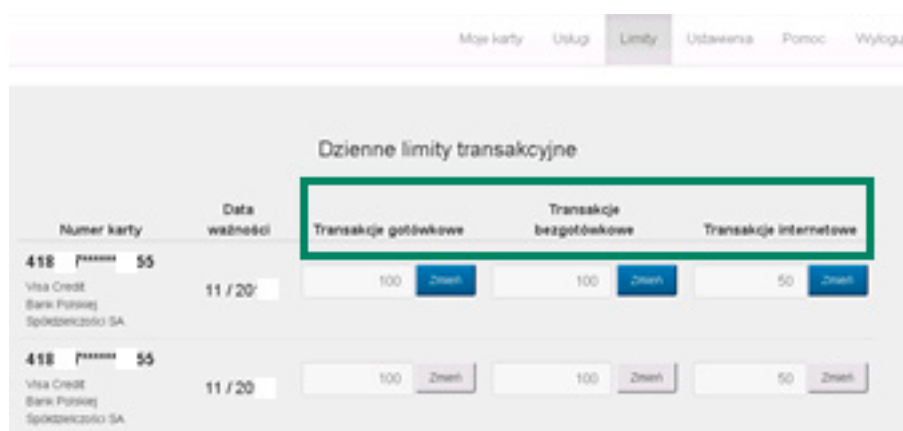 Moje karty Usługi Limity Ustawienia Pomoc Wylogu
Dzienne limity transakcyjne
Numer karty Data ważności Transakcje gotówkowe Transakcje bezgotówkowe Transakcje internetowe
418 /****** 55
Visa Credit
Bank Polskiej
Spółdzielczości SA
11 / 20
100 Zmień 100 Zmień 50 Zmień
418 /****** 55
Visa Credit
Bank Polskiej
Spółdzielczości SA
11 / 20
100 Zmień 100 Zmień 50 Zmień